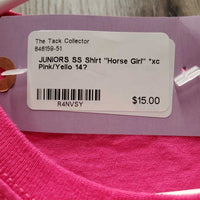 The Tack Collector
848159-51
JUNIORS SS Shirt "Horse Girl" *xc
Pink/Yello 14?
R4NVSY
$15.00